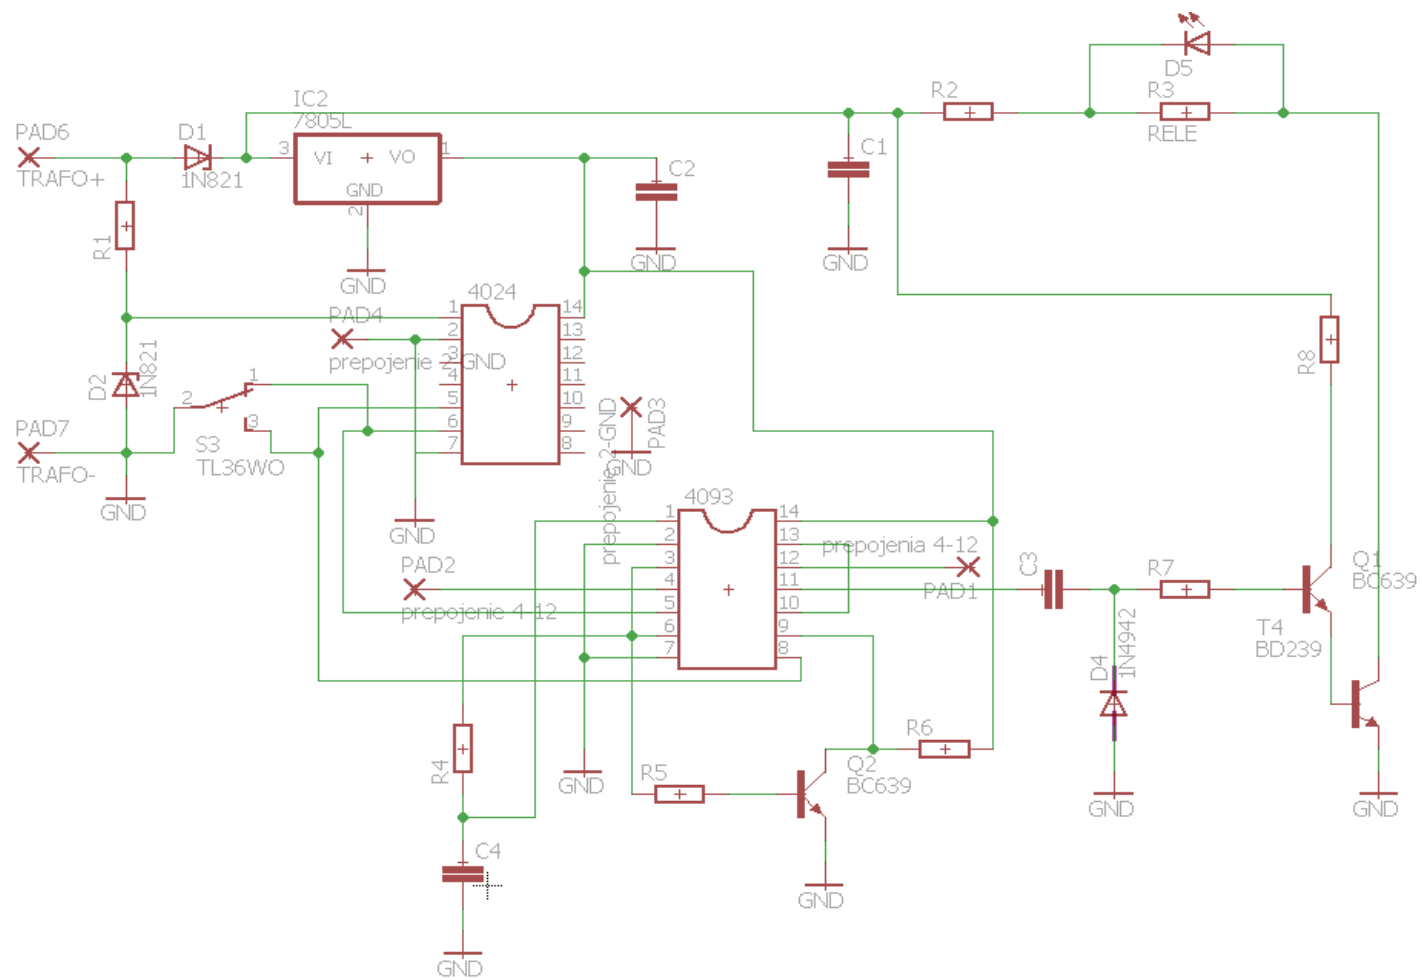 IC2
7805L
PAD6
TRAFO+
D1
1N821
3
VI
VO
1
GND
2
GND
C2
GND
C1
GND
R2
D5
R3
RELE
R1
PAD4
prepojenie 2-GND
4024
1
2
3
4
5
6
7
14
13
12
11
10
9
8
GND
D2
1N821
2
1
3
S3
TL36WO
PAD7
TRAFO-
GND
prepojenie 2-GND
PAD3
GND
R8
4093
1
2
3
4
5
6
7
14
13
12
11
10
9
8
PAD2
prepojenie 4-12
prepojenia 4-12
PAD1
C3
R7
Q1
BC639
T4
BD239
D4
1N4942
GND
GND
R4
GND
R5
Q2
BC639
R6
C4
GND
GND